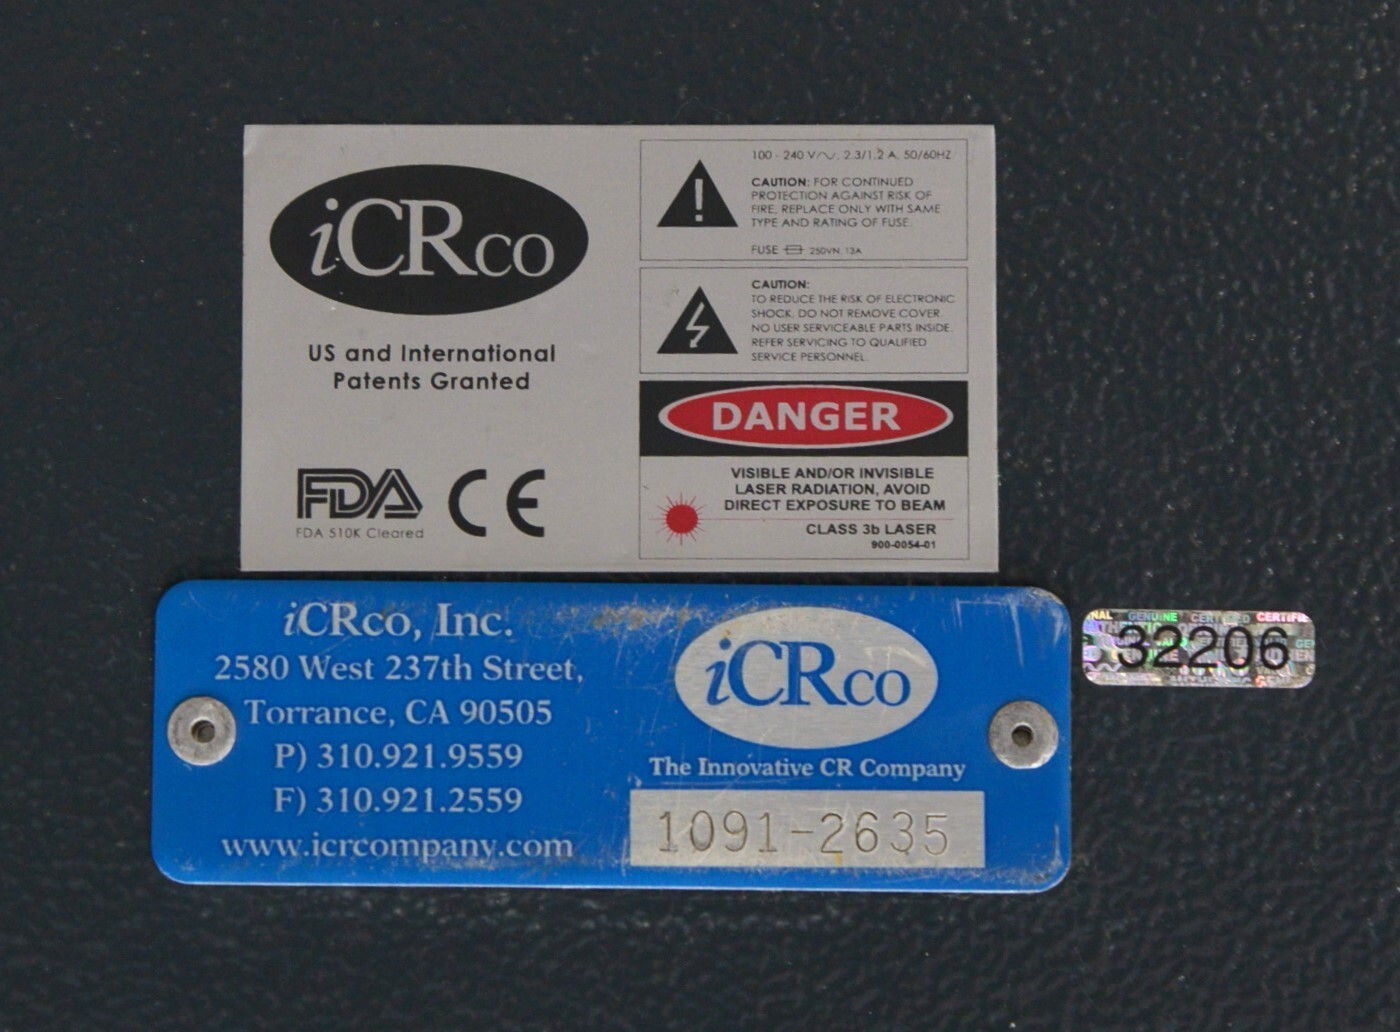 iCRco
US and International
Patents Granted
FDA
FDA 510K Cleared
CE
100 - 240 V~, 2.3/1.2 A, 50/60HZ
CAUTION: FOR CONTINUED
PROTECTION AGAINST RISK OF
FIRE, REPLACE ONLY WITH SAME
TYPE AND RATING OF FUSE.
FUSE 250VN, 13A
CAUTION:
TO REDUCE THE RISK OF ELECTRONIC
SHOCK, DO NOT REMOVE COVER.
NO USER SERVICEABLE PARTS INSIDE.
REFER SERVICING TO QUALIFIED
SERVICE PERSONNEL.
DANGER
VISIBLE AND/OR INVISIBLE
LASER RADIATION, AVOID
DIRECT EXPOSURE TO BEAM
CLASS 3b LASER
900-0054-01
iCRco, Inc.
2580 West 237th Street,
Torrance, CA 90505
P) 310.921.9559
F) 310.921.2559
www.icrcompany.com
iCRco
The Innovative CR Company
1091-2635
GENUINE
32206